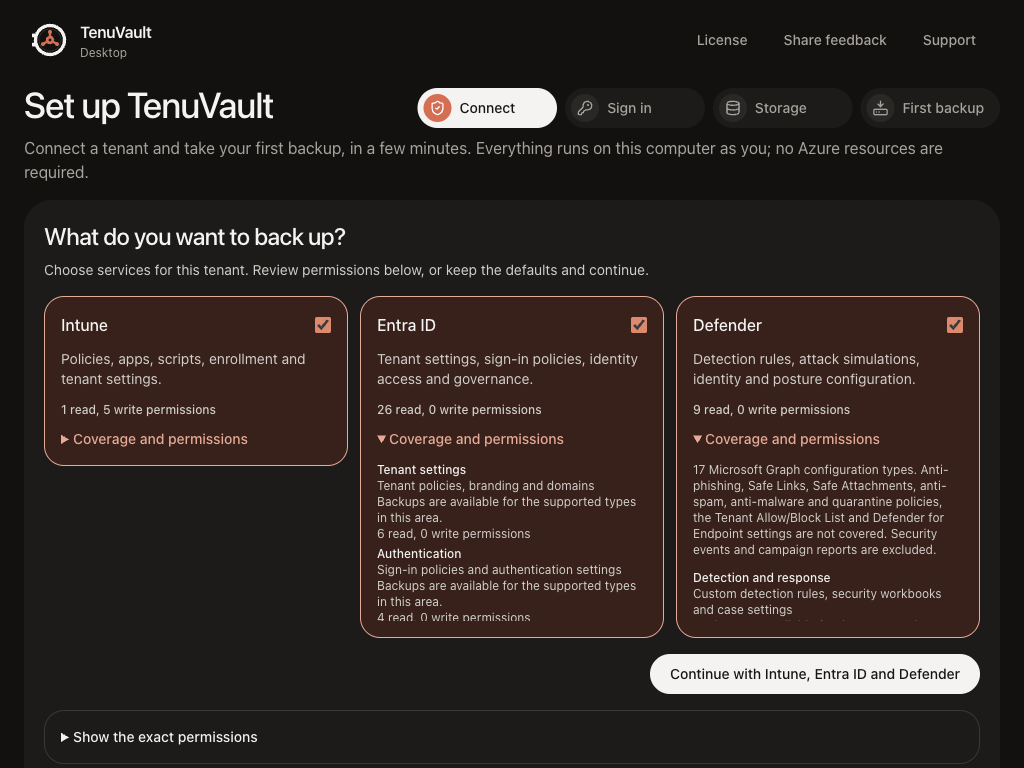 TenuVault
Desktop
License
Share feedback
Support
Set up TenuVault
Connect
Sign in
Storage
First backup
Connect a tenant and take your first backup, in a few minutes. Everything runs on this computer as you; no Azure resources are
required.
What do you want to back up?
Choose services for this tenant. Review permissions below, or keep the defaults and continue.
Intune
Policies, apps, scripts, enrollment and
tenant settings.
1 read, 5 write permissions
Coverage and permissions
Entra ID
Tenant settings, sign-in policies, identity
access and governance.
26 read, 0 write permissions
Coverage and permissions
Tenant settings
Tenant policies, branding and domains
Backups are available for the supported types
in this area.
6 read, 0 write permissions
Authentication
Sign-in policies and authentication settings
Backups are available for the supported types
in this area.
4 read, 0 write permissions
Defender
Detection rules, attack simulations,
identity and posture configuration.
9 read, 0 write permissions
Coverage and permissions
17 Microsoft Graph configuration types. Anti-
phishing, Safe Links, Safe Attachments, anti-
spam, anti-malware and quarantine policies,
the Tenant Allow/Block List and Defender for
Endpoint settings are not covered. Security
events and campaign reports are excluded.
Detection and response
Custom detection rules, security workbooks
and case settings
Continue with Intune, Entra ID and Defender
Show the exact permissions